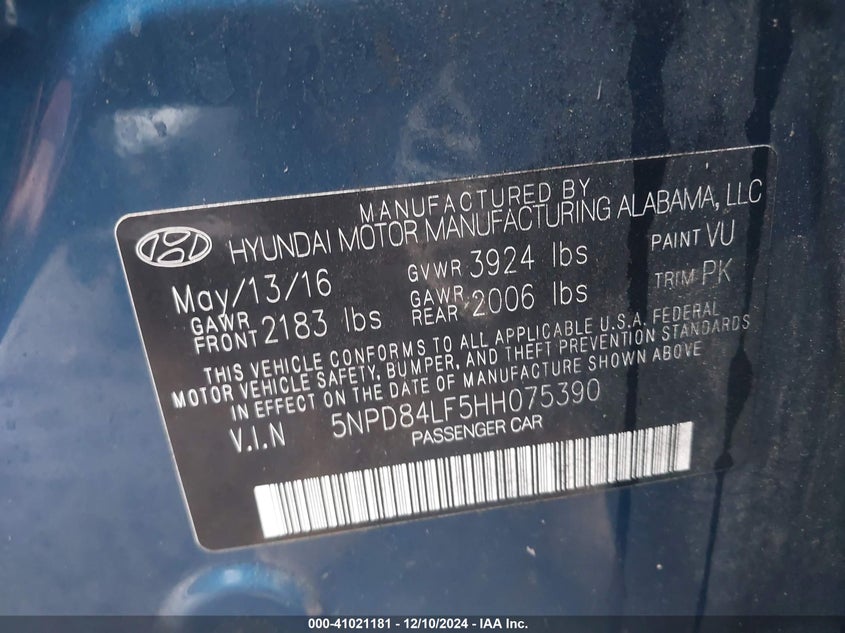 MANUFACTURED BY
HYUNDAI MOTOR MANUFACTURING ALABAMA, LLC
May/13/16 GVWR 3924 lbs PAINT VU
GAWR FRONT 2183 lbs GAWR REAR 2006 lbs TRIM PK
THIS VEHICLE CONFORMS TO ALL APPLICABLE U.S.A. FEDERAL
MOTOR VEHICLE SAFETY, BUMPER, AND THEFT PREVENTION STANDARDS
IN EFFECT ON THE DATE OF MANUFACTURE SHOWN ABOVE
V.I.N 5NPD84LF5HH075390
PASSENGER CAR
000-41021181 - 12/10/2024 - IAA Inc.